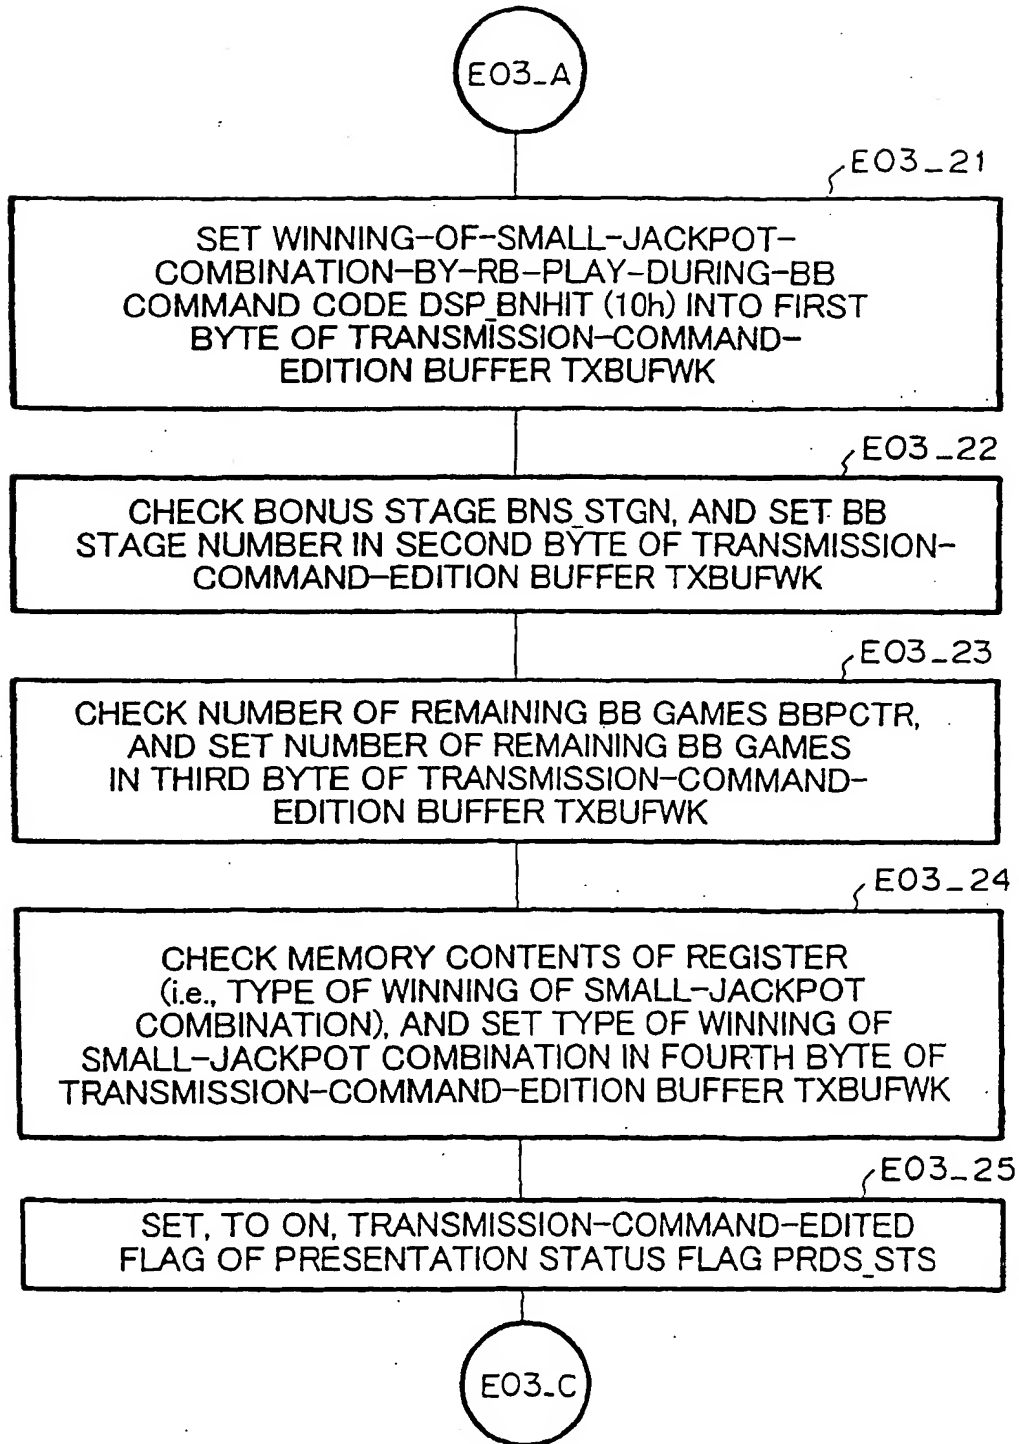 E03_A
E03_21
SET WINNING-OF-SMALL-JACKPOT-
COMBINATION-BY-RB-PLAY-DURING-BB
COMMAND CODE DSP_BNHIT (10h) INTO FIRST
BYTE OF TRANSMISSION-COMMAND-
EDITION BUFFER TXBUFWK
E03_22
CHECK BONUS STAGE BNS_STGN, AND SET BB
STAGE NUMBER IN SECOND BYTE OF TRANSMISSION-
COMMAND-EDITION BUFFER TXBUFWK
E03_23
CHECK NUMBER OF REMAINING BB GAMES BBPCTR,
AND SET NUMBER OF REMAINING BB GAMES
IN THIRD BYTE OF TRANSMISSION-COMMAND-
EDITION BUFFER TXBUFWK
E03_24
CHECK MEMORY CONTENTS OF REGISTER
(i.e., TYPE OF WINNING OF SMALL-JACKPOT
COMBINATION), AND SET TYPE OF WINNING OF
SMALL-JACKPOT COMBINATION IN FOURTH BYTE OF
TRANSMISSION-COMMAND-EDITION BUFFER TXBUFWK
E03_25
SET, TO ON, TRANSMISSION-COMMAND-EDITED
FLAG OF PRESENTATION STATUS FLAG PRDS_STS
E03_C